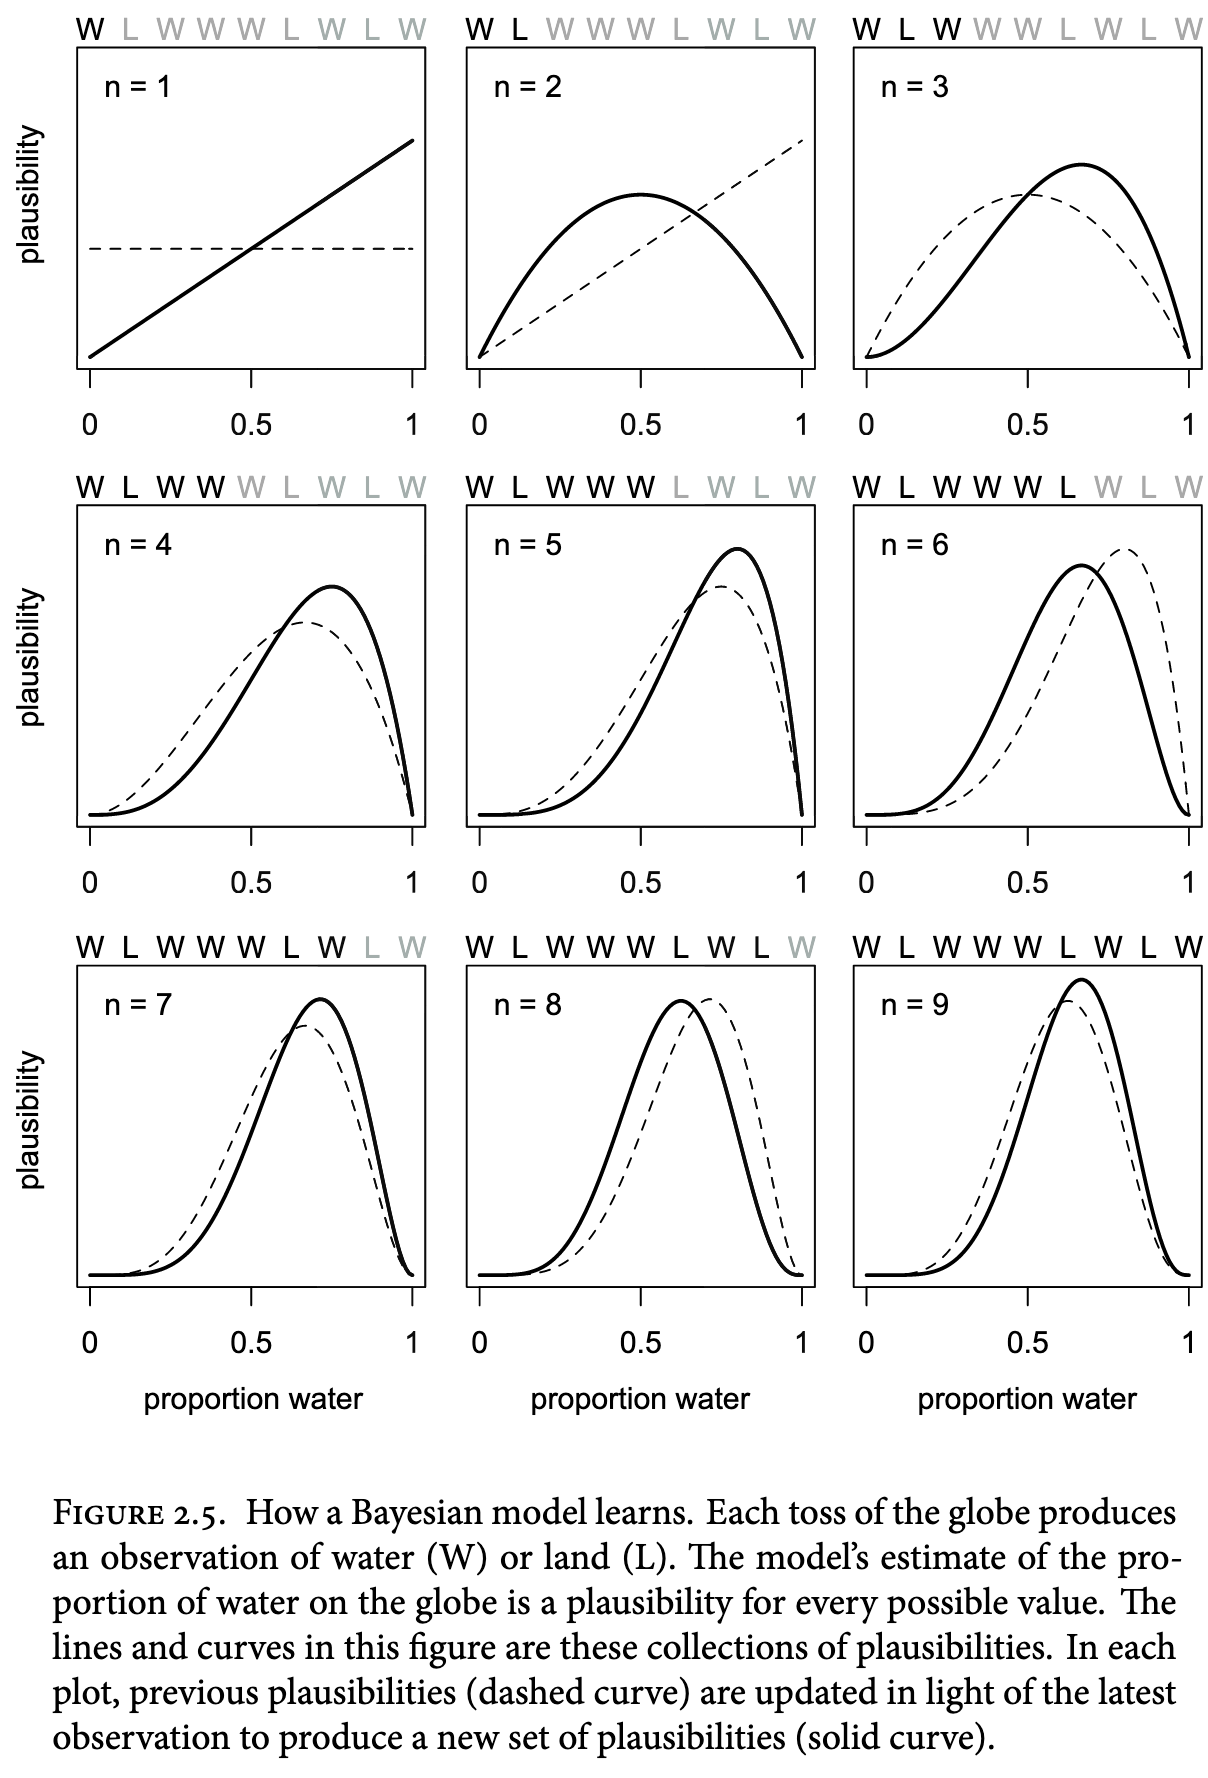 W L W W W L W L W
W L W W W L W L W
W L W W W L W L W
n = 1
n = 2
n = 3
plausibility
0 0.5 1
0 0.5 1
0 0.5 1
W L W W W L W L W
W L W W W L W L W
W L W W W L W L W
n = 4
n = 5
n = 6
plausibility
0 0.5 1
0 0.5 1
0 0.5 1
W L W W W L W L W
W L W W W L W L W
W L W W W L W L W
n = 7
n = 8
n = 9
plausibility
0 0.5 1
0 0.5 1
0 0.5 1
proportion water
proportion water
proportion water
FIGURE 2.5. How a Bayesian model learns. Each toss of the globe produces
an observation of water (W) or land (L). The model’s estimate of the pro-
portion of water on the globe is a plausibility for every possible value. The
lines and curves in this figure are these collections of plausibilities. In each
plot, previous plausibilities (dashed curve) are updated in light of the latest
observation to produce a new set of plausibilities (solid curve).